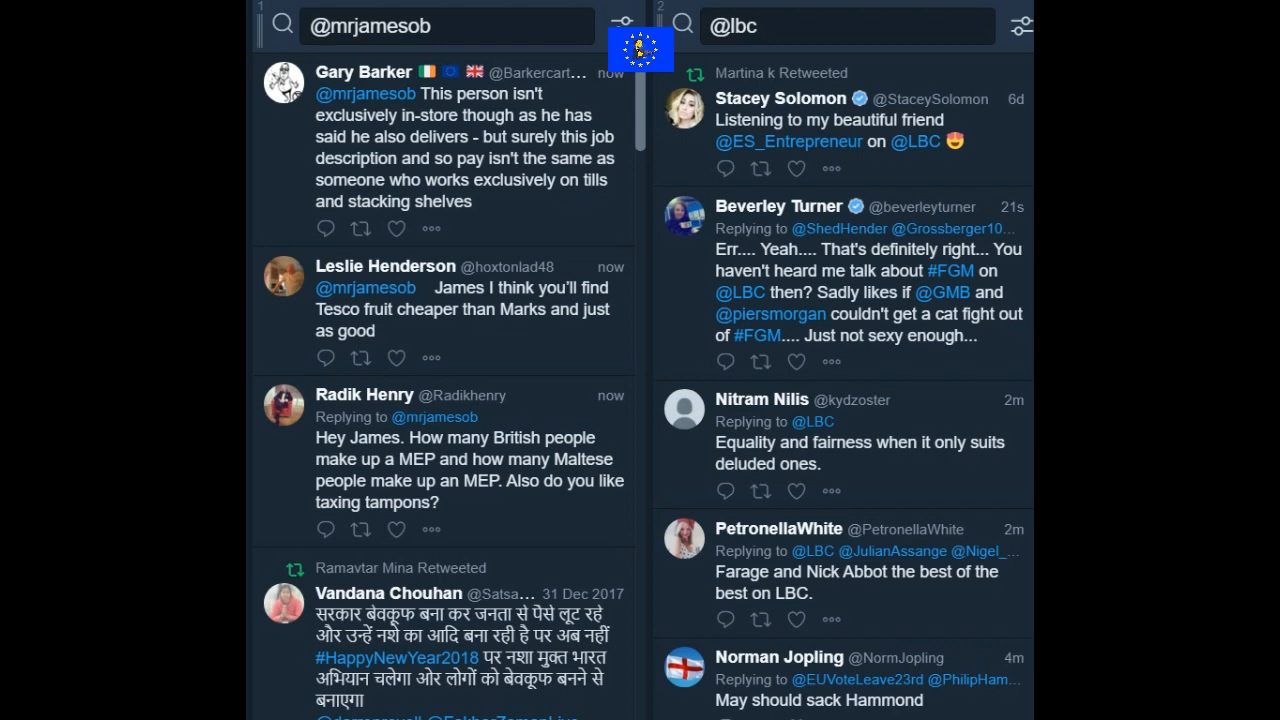 1
@mrjamesob
Gary Barker @Barkercart... now
@mrjamesob This person isn't
exclusively in-store though as he has
said he also delivers - but surely this job
description and so pay isn't the same as
someone who works exclusively on tills
and stacking shelves
Leslie Henderson @hoxtonlad48 now
@mrjamesob James I think you'll find
Tesco fruit cheaper than Marks and just
as good
Radik Henry @Radikhenry now
Replying to @mrjamesob
Hey James. How many British people
make up a MEP and how many Maltese
people make up an MEP. Also do you like
taxing tampons?
Ramavtar Mina Retweeted
Vandana Chouhan @Satsa... 31 Dec 2017
सरकार बेवकूफ बना कर जनता से पैसे लूट रहे
और उन्हें नशे का आदि बना रही है पर अब नहीं
#HappyNewYear2018 पर नशा मुक्त भारत
अभियान चलेगा ओर लोगों को बेवकूफ बनने से
बनाएगा
2
@lbc
Martina k Retweeted
Stacey Solomon @StaceySolomon 6d
Listening to my beautiful friend
@ES_Entrepreneur on @LBC 😍
Beverley Turner @beverleyturner 21s
Replying to @ShedHender @Grossberger10...
Err.... Yeah.... That's definitely right... You
haven't heard me talk about #FGM on
@LBC then? Sadly likes if @GMB and
@piersmorgan couldn't get a cat fight out
of #FGM.... Just not sexy enough...
Nitram Nilis @kydzoster 2m
Replying to @LBC
Equality and fairness when it only suits
deluded ones.
PetronellaWhite @PetronellaWhite 2m
Replying to @LBC @JulianAssange @Nigel_...
Farage and Nick Abbot the best of the
best on LBC.
Norman Jopling @NormJopling 4m
Replying to @EUVoteLeave23rd @PhilipHam...
May should sack Hammond